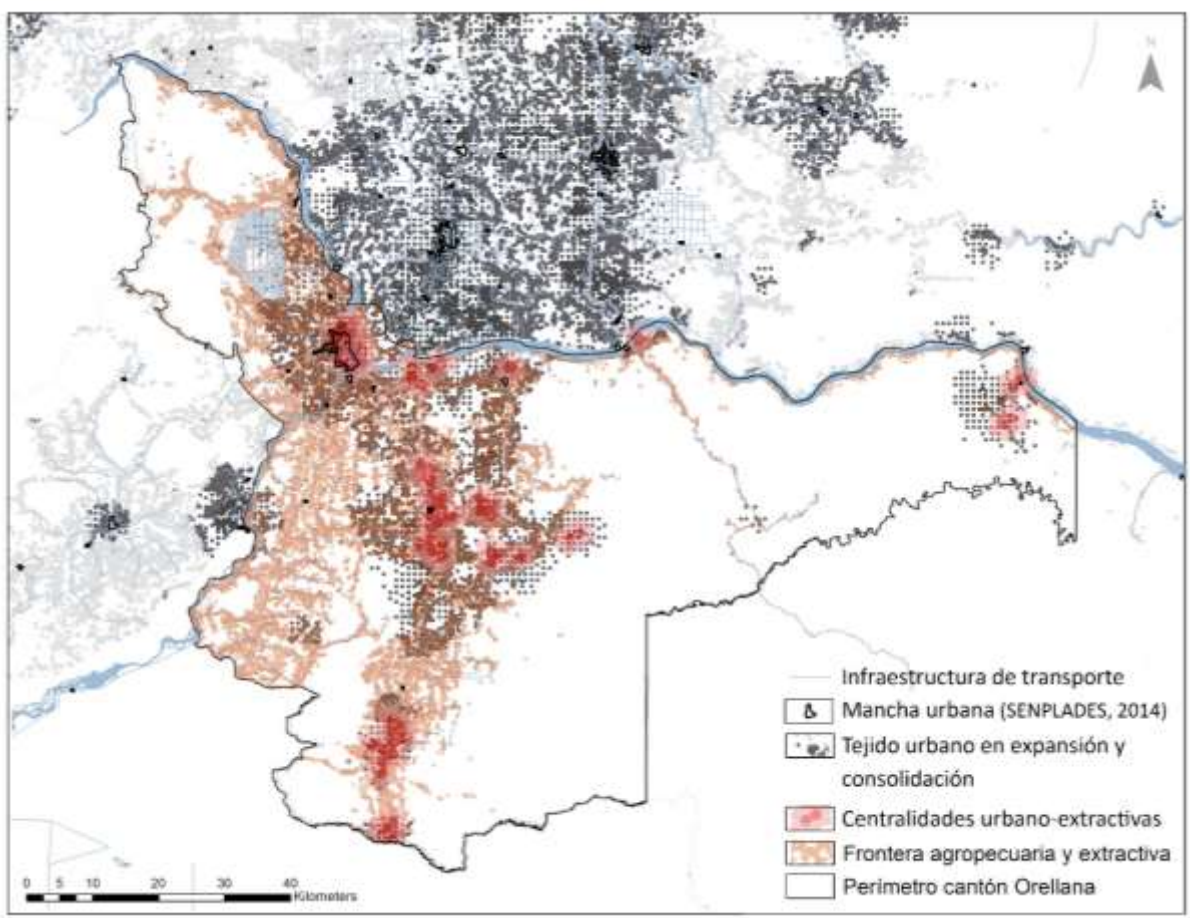 N
Infraestructura de transporte
Mancha urbana (SENPLADES, 2014)
Tejido urbano en expansión y
consolidación
Centralidades urbano-extractivas
Frontera agropecuaria y extractiva
Perímetro cantón Orellana
0 5 10 20 30 40
Kilometers